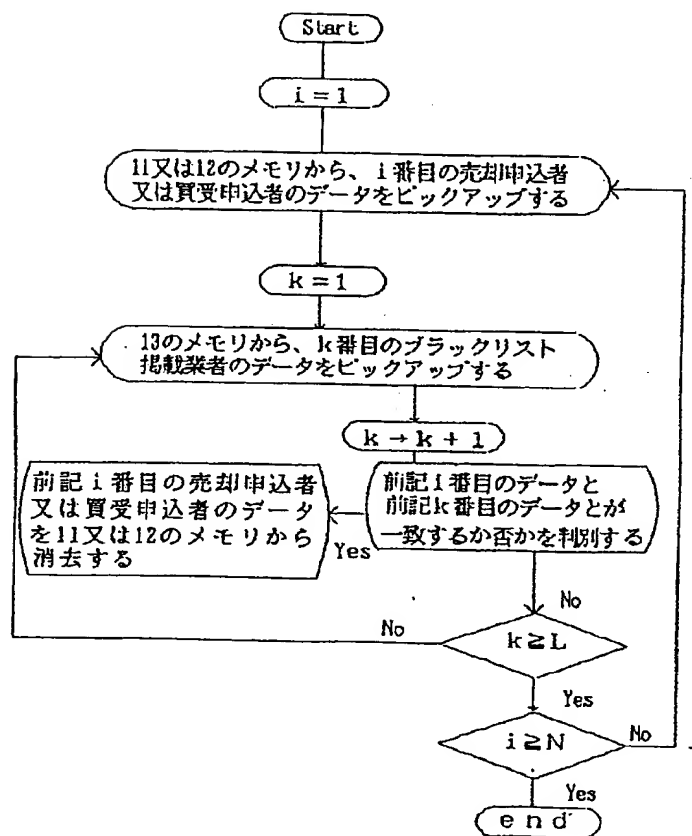 Start
i = 1
11又は12のメモリから、i番目の売却申込者
又は買受申込者のデータをピックアップする
k = 1
13のメモリから、k番目のブラックリスト
掲載業者のデータをピックアップする
k → k + 1
前記i番目のデータと
前記k番目のデータとが
一致するか否かを判別する
Yes
前記i番目の売却申込者
又は買受申込者のデータ
を11又は12のメモリから
消去する
No
k≧L
No
Yes
i≧N
No
Yes
end